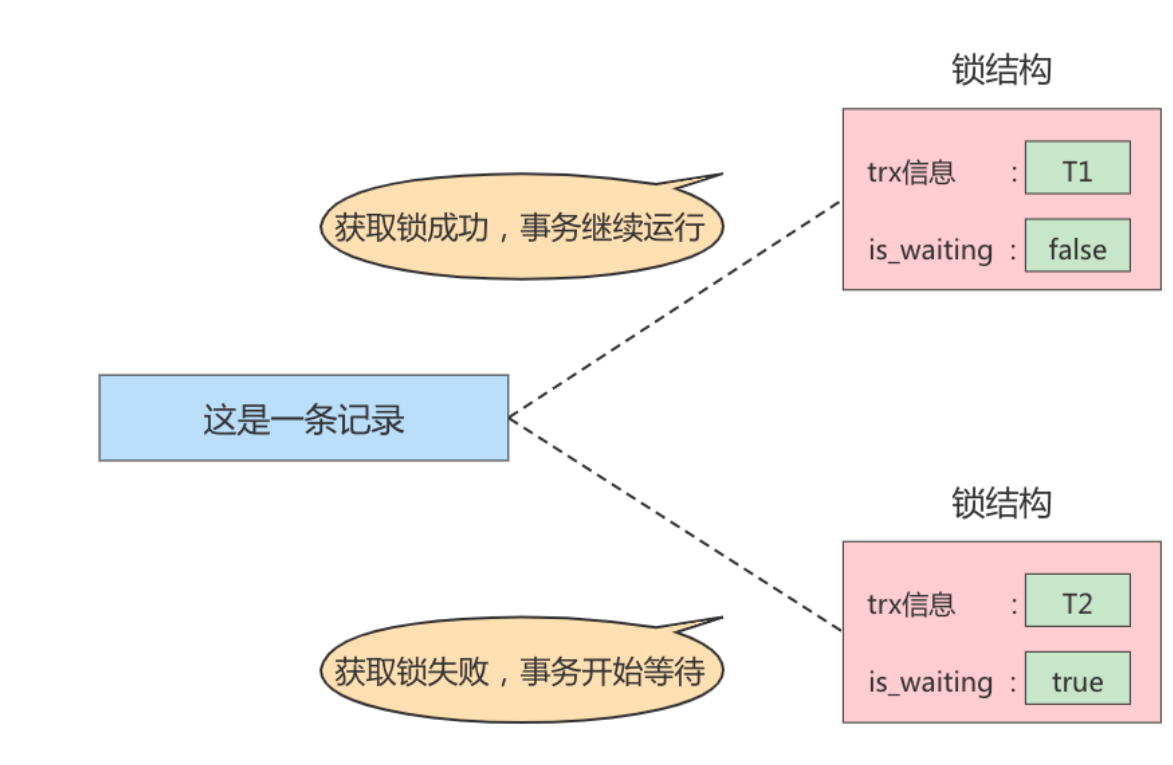 锁结构
trx信息 : T1
获取锁成功，事务继续运行
is_waiting : false
这是一条记录
锁结构
trx信息 : T2
获取锁失败，事务开始等待
is_waiting : true